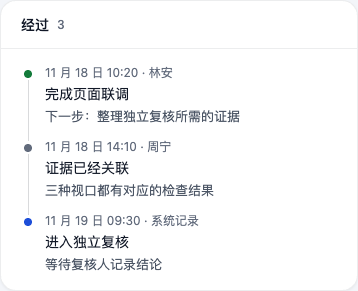 经过 3
11 月 18 日 10:20 · 林安
完成页面联调
下一步：整理独立复核所需的证据
11 月 18 日 14:10 · 周宁
证据已经关联
三种视口都有对应的检查结果
11 月 19 日 09:30 · 系统记录
进入独立复核
等待复核人记录结论